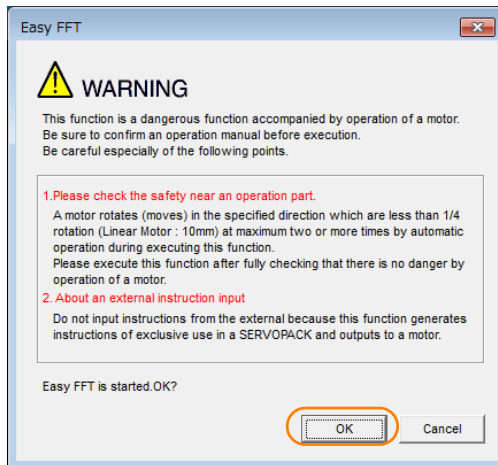 Easy FFT
WARNING
This function is a dangerous function accompanied by operation of a motor.
Be sure to confirm an operation manual before execution.
Be careful especially of the following points.
1.Please check the safety near an operation part.
A motor rotates (moves) in the specified direction which are less than 1/4
rotation (Linear Motor : 10mm) at maximum two or more times by automatic
operation during executing this function.
Please execute this function after fully checking that there is no danger by
operation of a motor.
2. About an external instruction input
Do not input instructions from the external because this function generates
instructions of exclusive use in a SERVOPACK and outputs to a motor.
Easy FFT is started.OK?
OK
Cancel